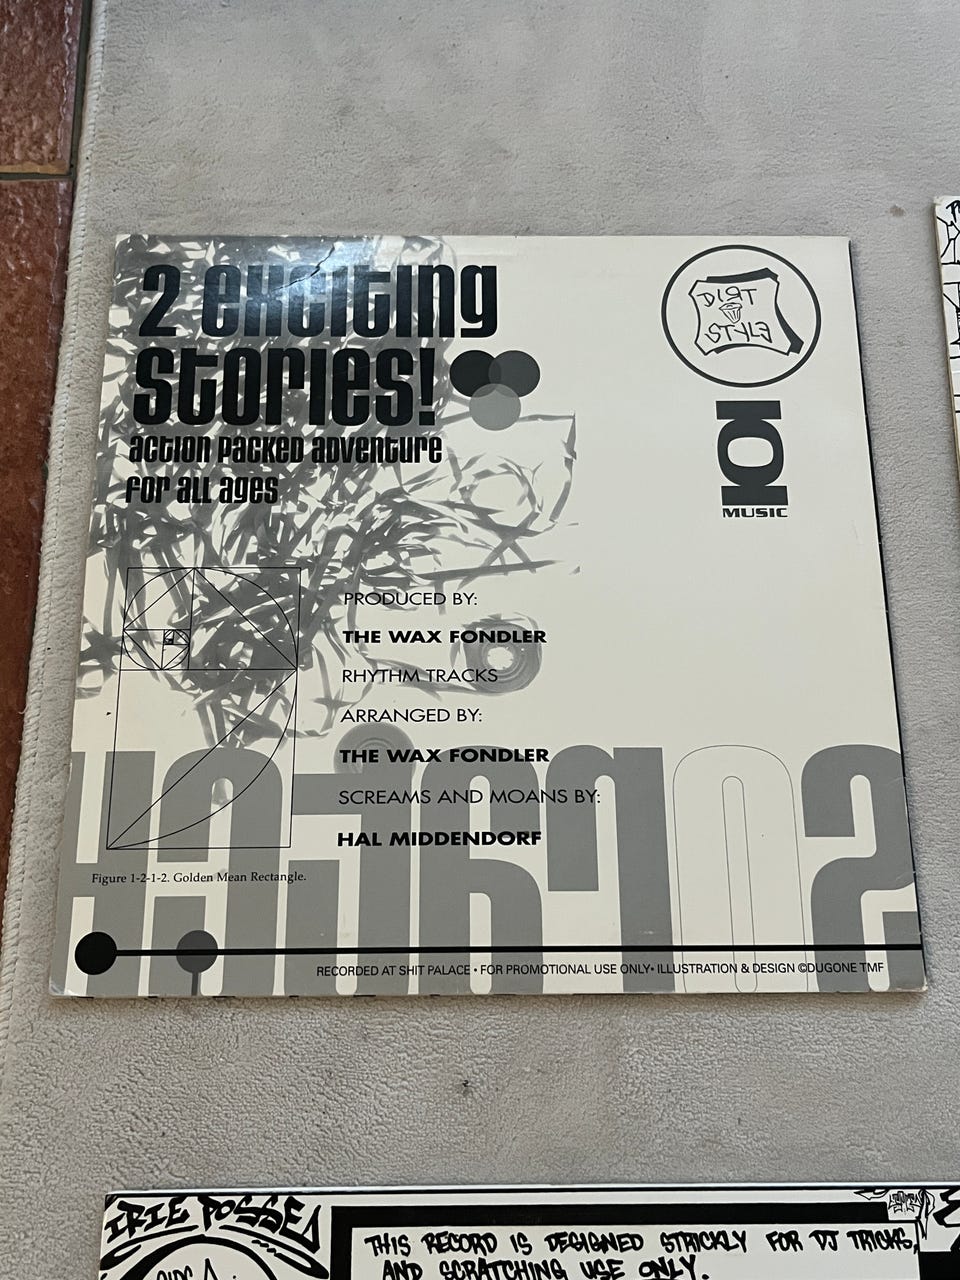 2 exciting
stories!
action packed adventure
for all ages
DIRT
STYLE
101
MUSIC
PRODUCED BY:
THE WAX FONDLER
RHYTHM TRACKS
ARRANGED BY:
THE WAX FONDLER
SCREAMS AND MOANS BY:
HAL MIDDENDORF
Figure 1-2-1-2. Golden Mean Rectangle.
RECORDED AT SHIT PALACE • FOR PROMOTIONAL USE ONLY• ILLUSTRATION & DESIGN ©DUGONE TMF
IRIE POSSE
SIDE A
THIS RECORD IS DESIGNED STRICKLY FOR DJ TRICKS,
AND SCRATCHING USE ONLY.